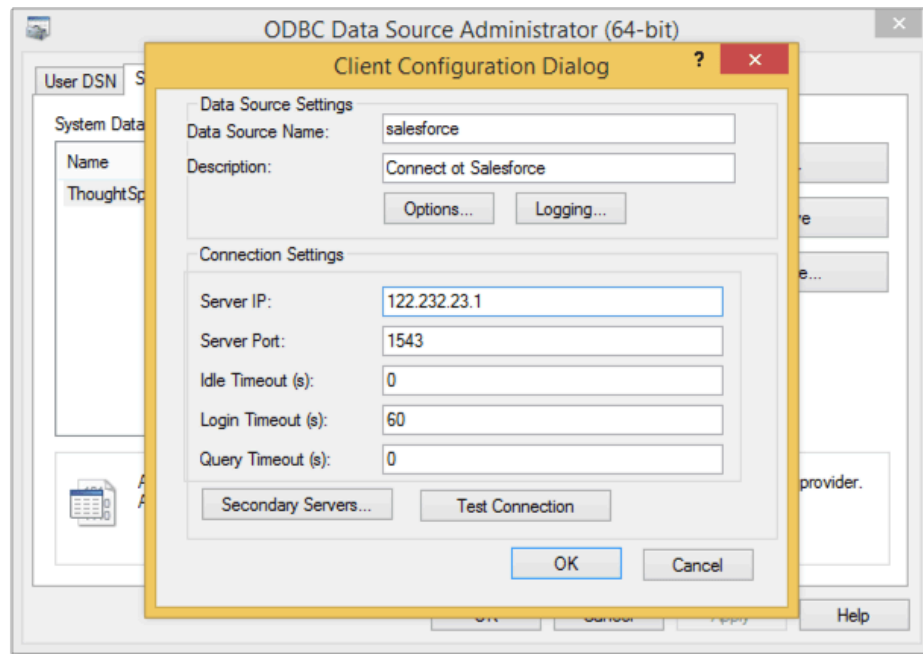 ODBC Data Source Administrator (64-bit)
Client Configuration Dialog ?
User DSN S
System Data
Name
ThoughtSp
Data Source Settings
Data Source Name: salesforce
Description: Connect ot Salesforce
Options... Logging...
Connection Settings
Server IP: 122.232.23.1
Server Port: 1543
Idle Timeout (s): 0
Login Timeout (s): 60
Query Timeout (s): 0
Secondary Servers... Test Connection
provider.
OK Cancel
Help